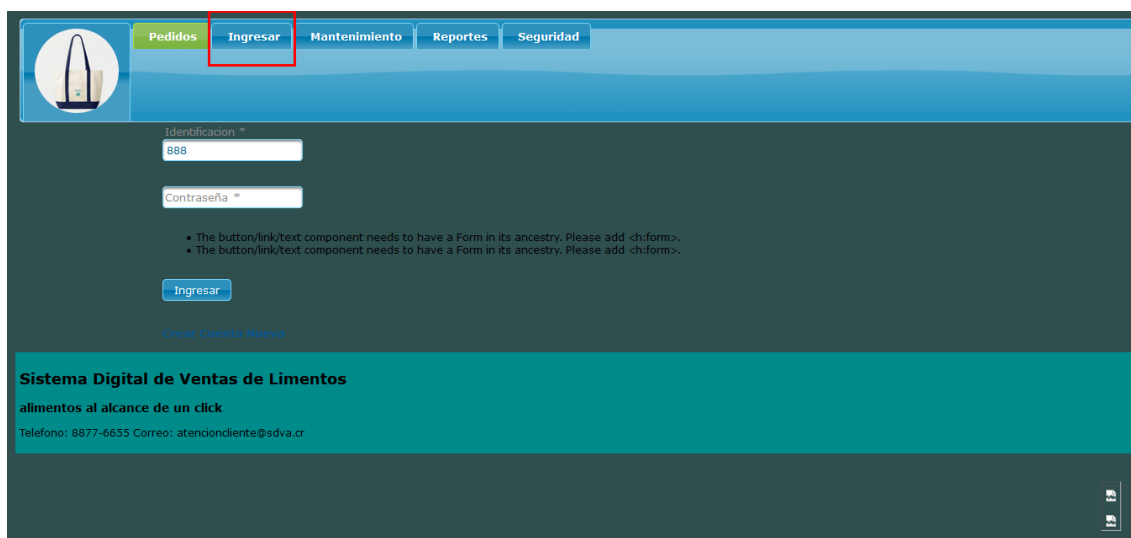 Pedidos Ingresar Mantenimiento Reportes Seguridad
Identificacion *
888
Contraseña *
• The button/link/text component needs to have a Form in its ancestry. Please add <h:form>.
• The button/link/text component needs to have a Form in its ancestry. Please add <h:form>.
Ingresar
Sistema Digital de Ventas de Limentos
alimentos al alcance de un click
Telefono: 8877-6655 Correo: atencioncliente@sdva.cr